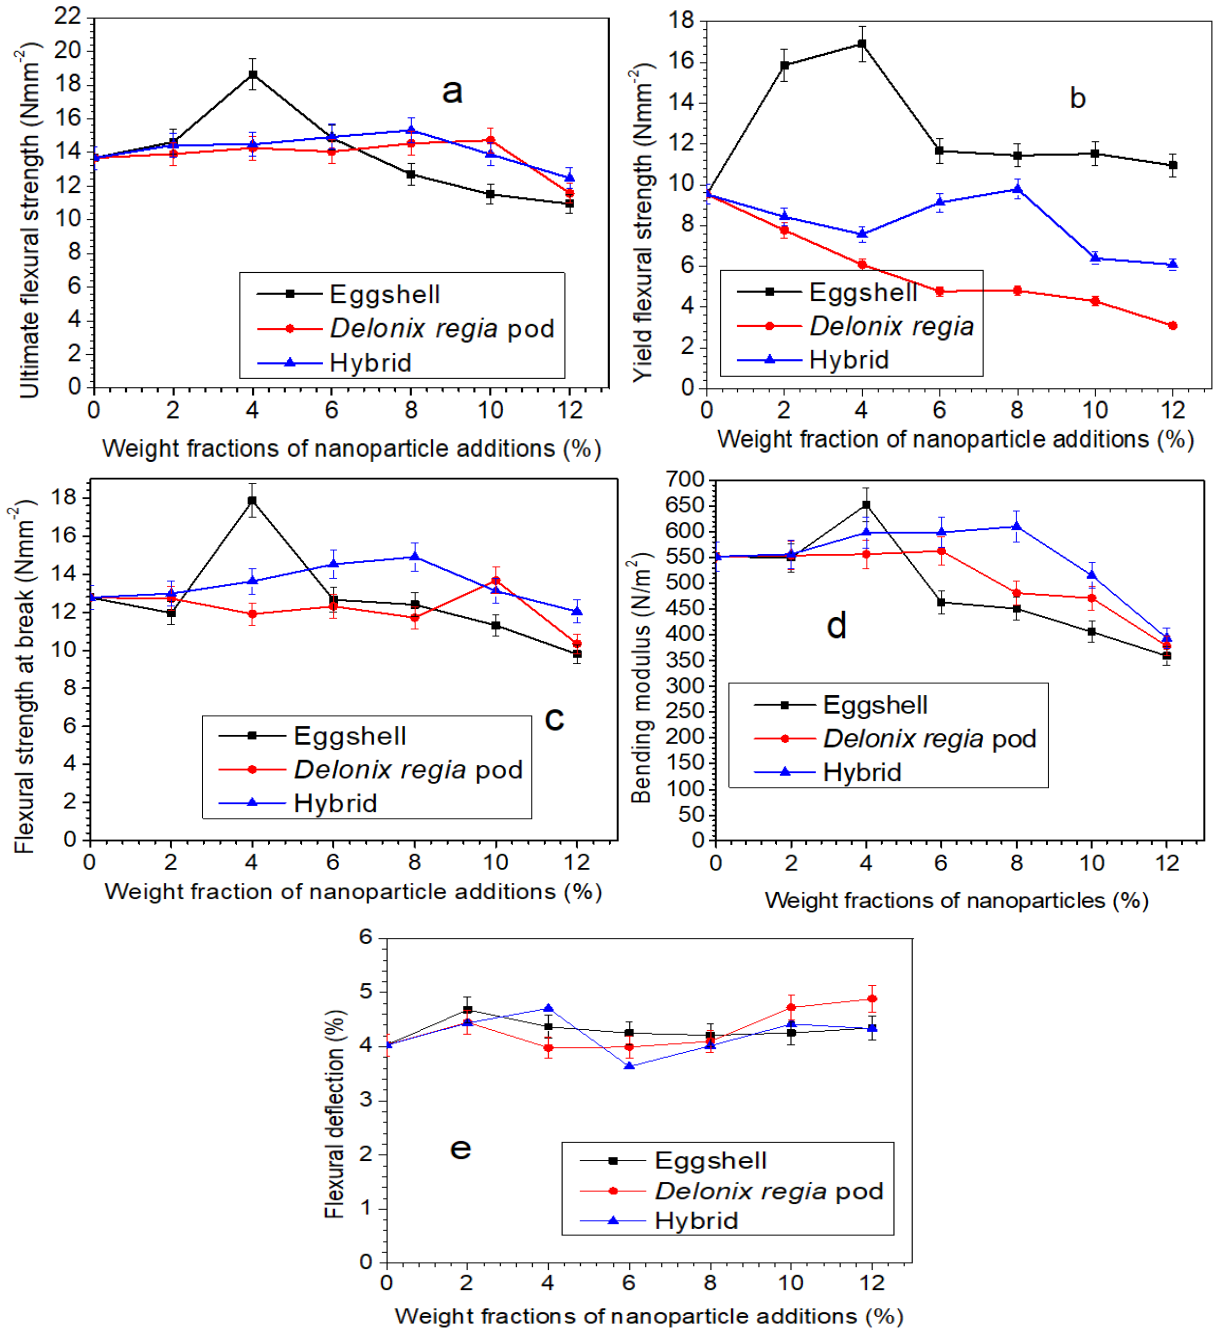 Ultimate flexural strength (Nmm-2)
22
20
18
16
14
12
10
8
6
4
2
0
a
Eggshell
Delonix regia pod
Hybrid
0 2 4 6 8 10 12
Weight fractions of nanoparticle additions (%)
Yield flexural strength (Nmm-2)
18
16
14
12
10
8
6
4
2
0
b
Eggshell
Delonix regia
Hybrid
0 2 4 6 8 10 12
Weight fraction of nanoparticle additions (%)
Flexural strength at break (Nmm-2)
18
16
14
12
10
8
6
4
2
0
c
Eggshell
Delonix regia pod
Hybrid
0 2 4 6 8 10 12
Weight fraction of nanoparticle additions (%)
Bending modulus (N/m2)
700
650
600
550
500
450
400
350
300
250
200
150
100
50
0
d
Eggshell
Delonix regia pod
Hybrid
0 2 4 6 8 10 12
Weight fractions of nanoparticles (%)
Flexural deflection (%)
6
5
4
3
2
1
0
e
Eggshell
Delonix regia pod
Hybrid
0 2 4 6 8 10 12
Weight fractions of nanoparticle additions (%)